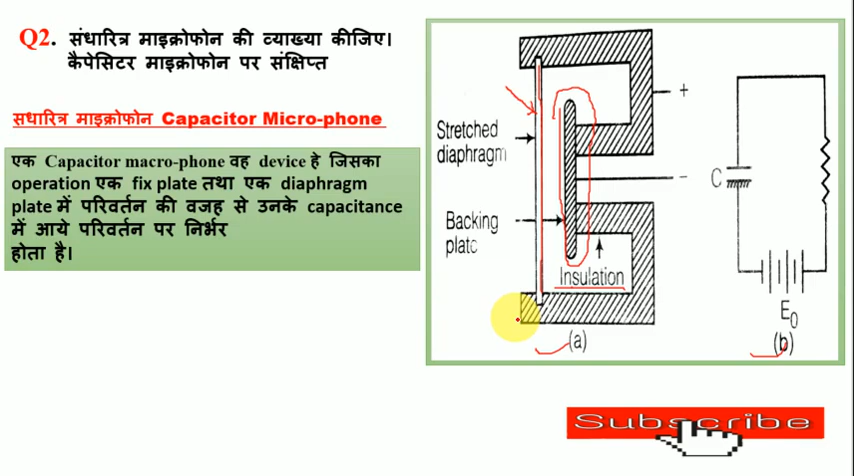 Q2. संधारित्र माइक्रोफोन की व्याख्या कीजिए।
कैपेसिटर माइक्रोफोन पर संक्षिप्त
सधारित्र माइक्रोफोन Capacitor Micro-phone
एक Capacitor macro-phone वह device हे जिसका
operation एक fix plate तथा एक diaphragm
plate में परिवर्तन की वजह से उनके capacitance
में आये परिवर्तन पर निर्भर
होता है।
Stretched
diaphragm
Backing
plate
Insulation
+
−
(a)
C
E0
(b)
Subscribe